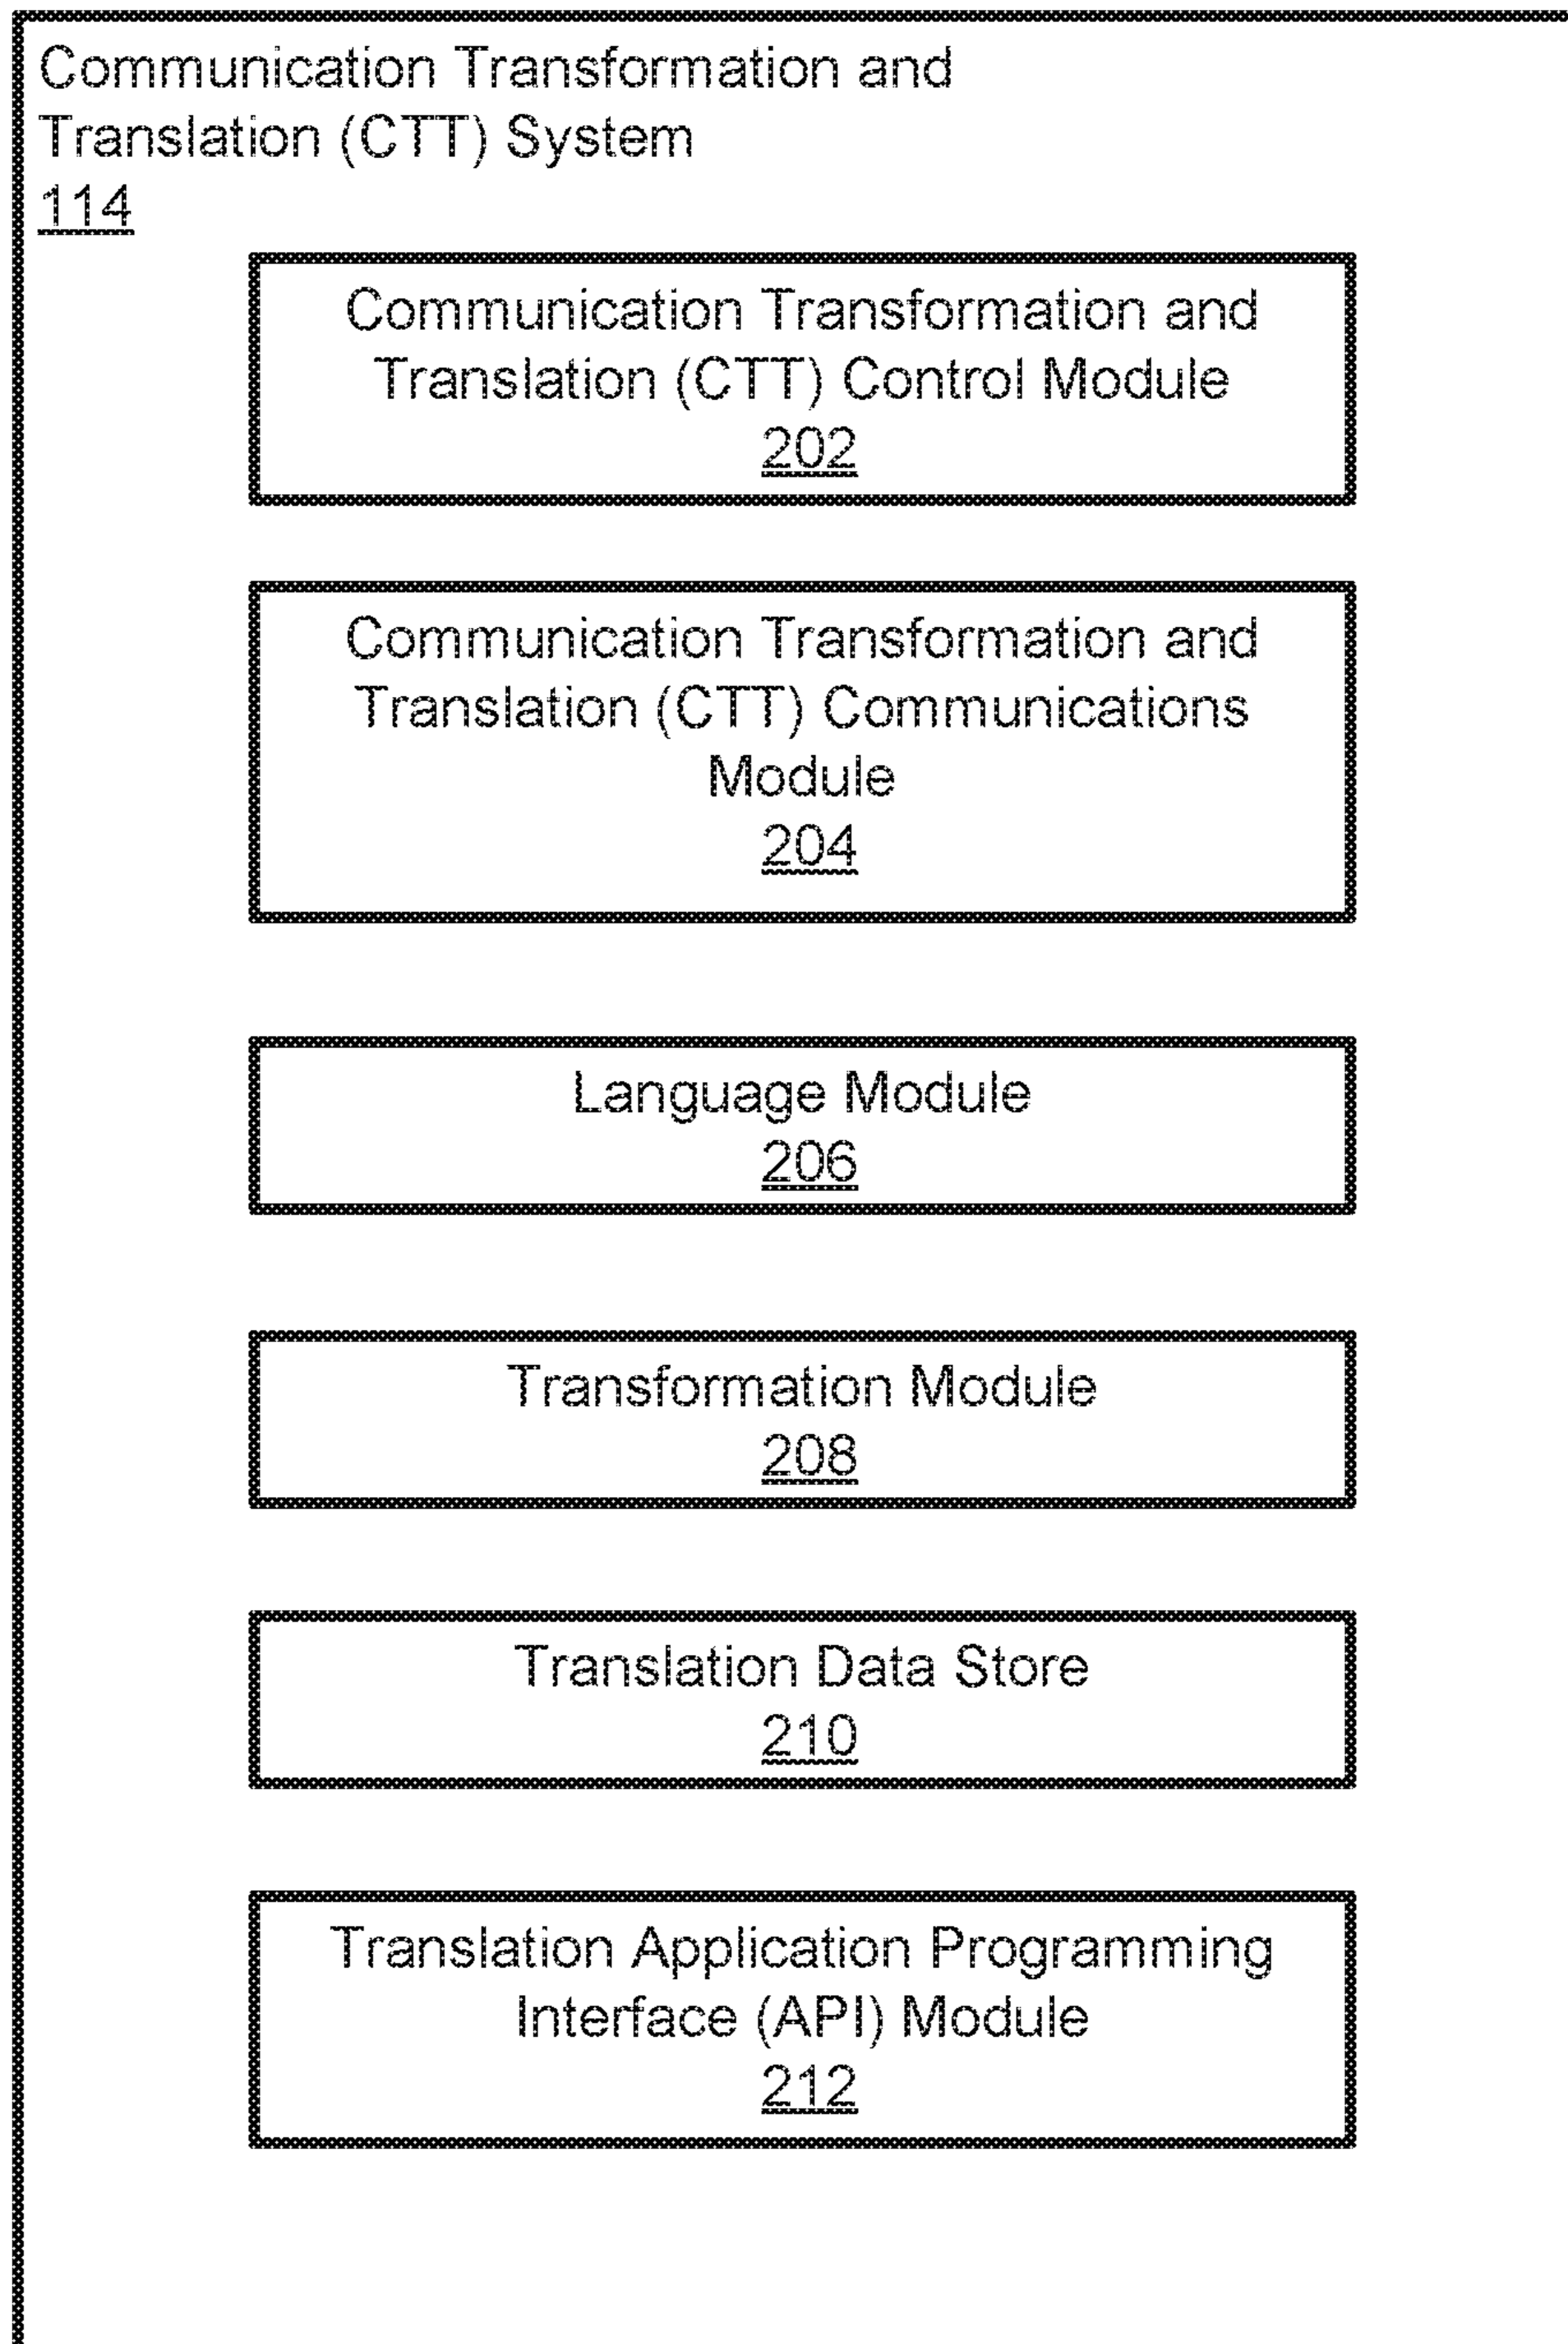 Communication Transformation and
Translation (CTT) System
114
Communication Transformation and
Translation (CTT) Control Module
202
Communication Transformation and
Translation (CTT) Communications
Module
204
Language Module
206
Transformation Module
208
Translation Data Store
210
Translation Application Programming
Interface (API) Module
212